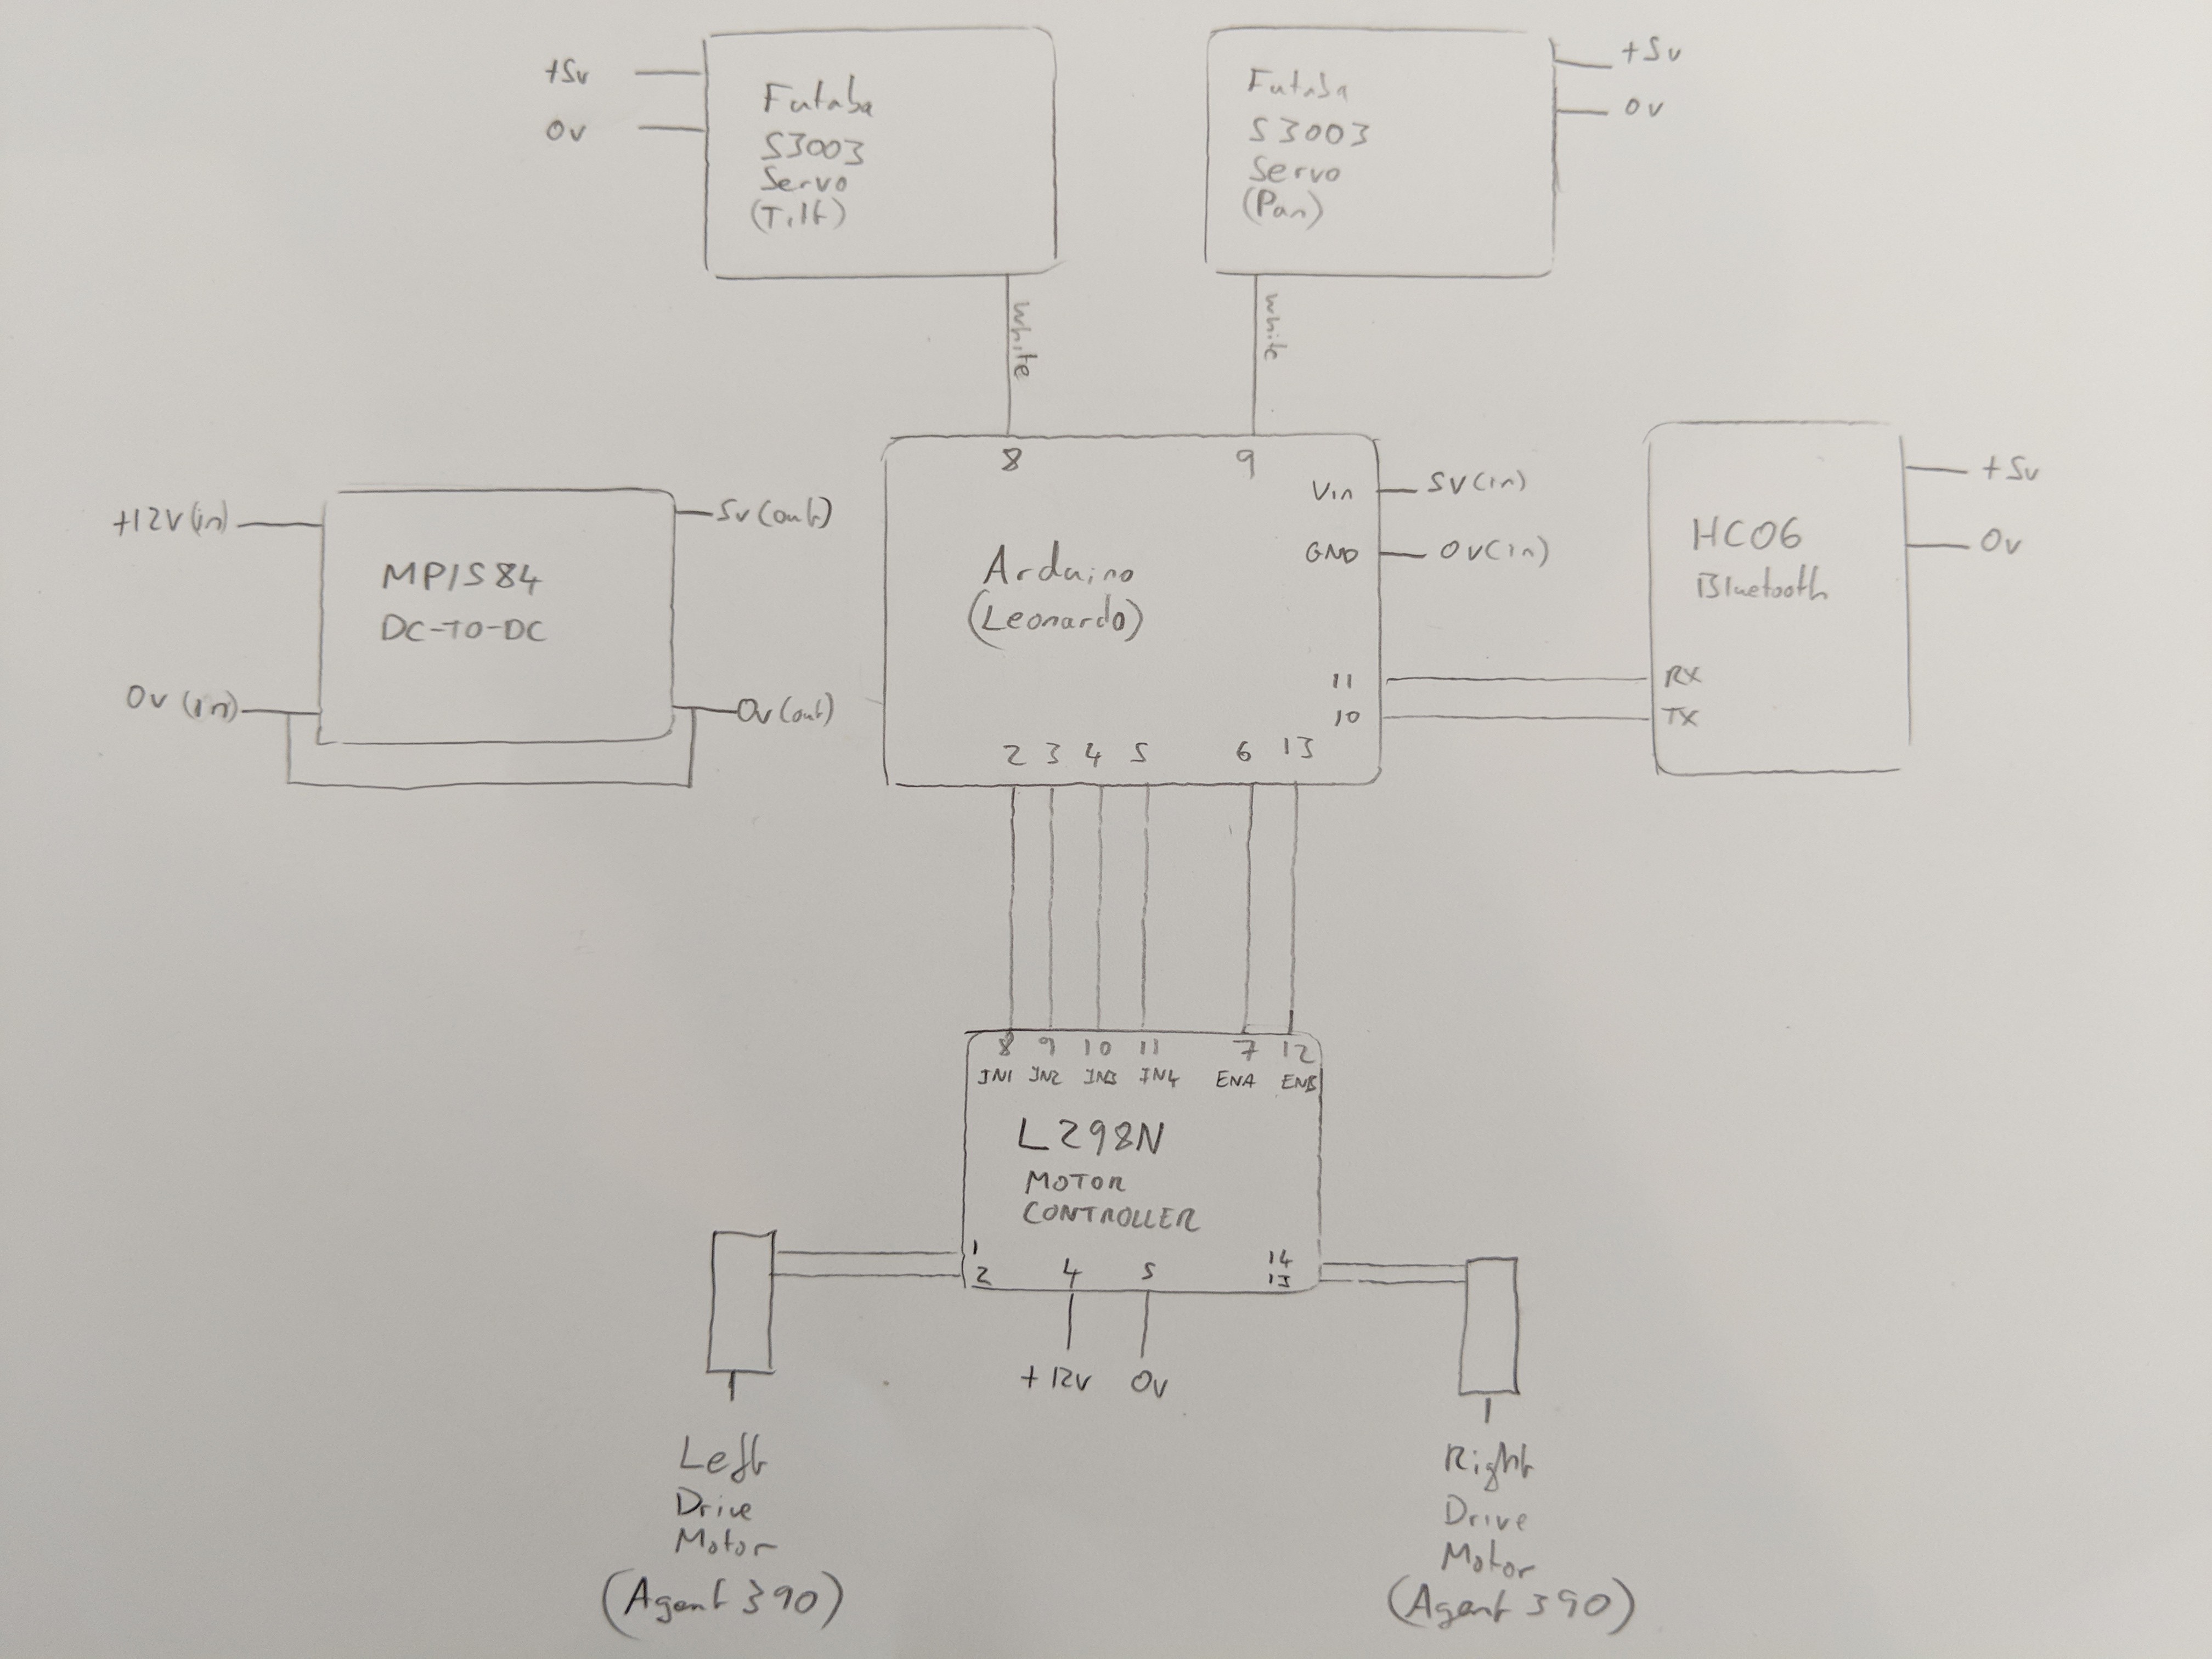 +5v
0v
Futaba
S3003
Servo
(Tilt)
Futaba
S3003
Servo
(Pan)
+5v
0v
white
white
8
9
Vin
5v(in)
GND
0v(in)
Arduino
(Leonardo)
11
10
2 3 4 5 6 13
+12v(in)
5v(out)
MP1584
DC-TO-DC
0v(in)
0v(out)
HC06
Bluetooth
+5v
0v
RX
TX
8 9 10 11 7 12
IN1 IN2 IN3 IN4 ENA ENB
L298N
MOTOR
CONTROLLER
1
2
4
5
14
13
+12v 0v
Left
Drive
Motor
(Agent 390)
Right
Drive
Motor
(Agent 390)